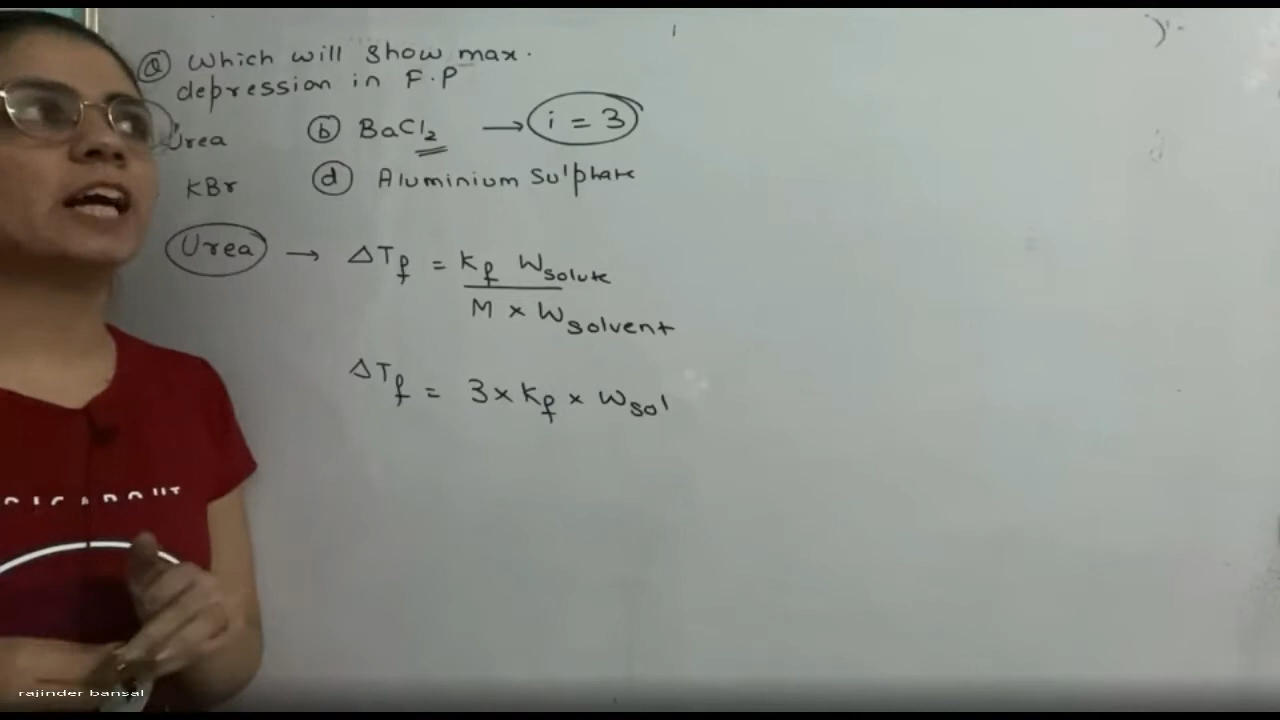 Q Which will show max.
depression in F.P
Urea
b BaCl2 → i = 3
KBr
d Aluminium Sulphate
Urea → ΔTf = Kf Wsolute
M × Wsolvent
ΔTf = 3 × Kf × Wsol
rajinder bansal